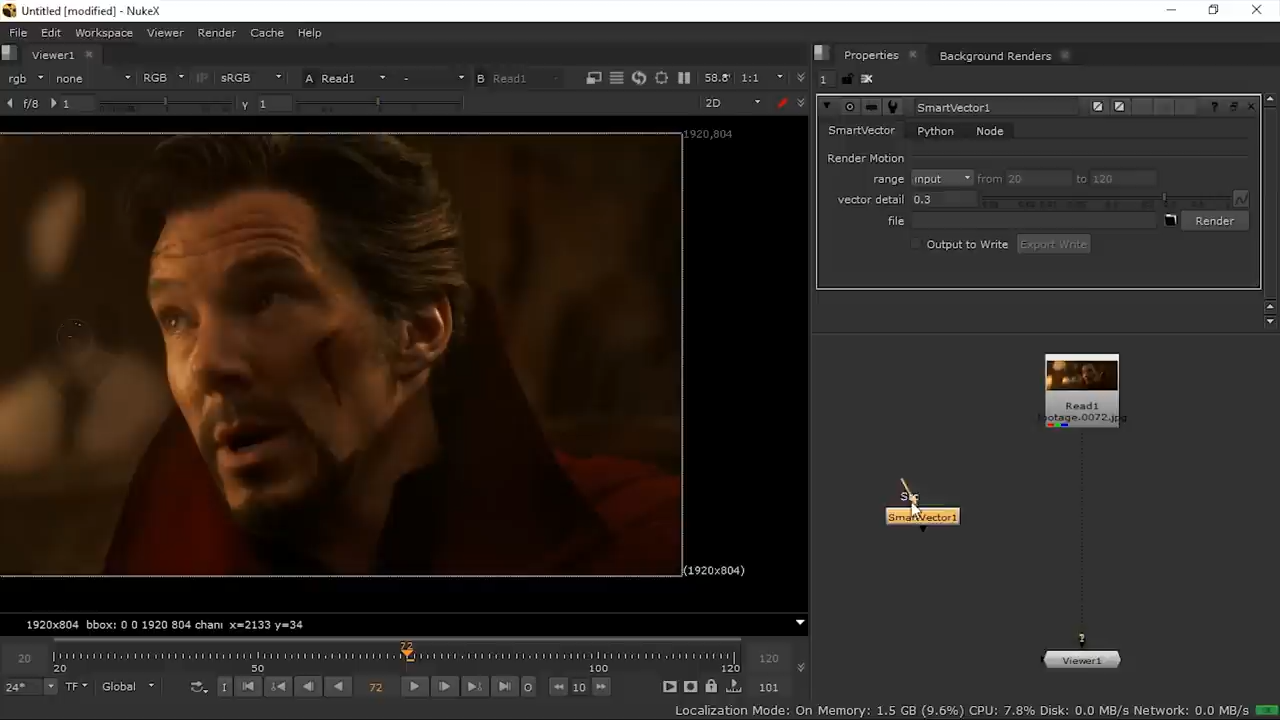 Untitled [modified] - NukeX
File Edit Workspace Viewer Render Cache Help
Viewer1
rgb none RGB IP sRGB A Read1 - B Read1 58.8 1:1
f/8 1 γ 1 2D
1920,804
(1920x804)
1920x804 bbox: 0 0 1920 804 chan x=2133 y=34
20 72 120
20 50 100 120
24* TF Global I 72 O 10 101
Properties Background Renders
1
SmartVector1 ?
SmartVector Python Node
Render Motion
range input from 20 to 120
vector detail 0.3
file Render
Output to Write Export Write
Read1
footage.0072.jpg
SmartVector1
?
Viewer1
Localization Mode: On Memory: 1.5 GB (9.6%) CPU: 7.8% Disk: 0.0 MB/s Network: 0.0 MB/s